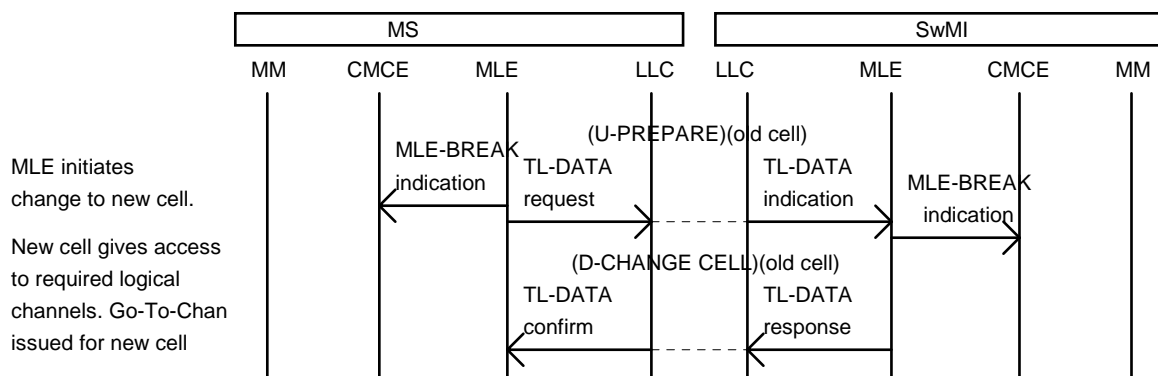 MS SwMI
MM CMCE MLE LLC LLC MLE CMCE MM
(U-PREPARE)(old cell)
MLE initiates
change to new cell.
MLE-BREAK
indication
TL-DATA
request
TL-DATA
indication
MLE-BREAK
indication
New cell gives access
to required logical
channels. Go-To-Chan
issued for new cell
(D-CHANGE CELL)(old cell)
TL-DATA
confirm
TL-DATA
response